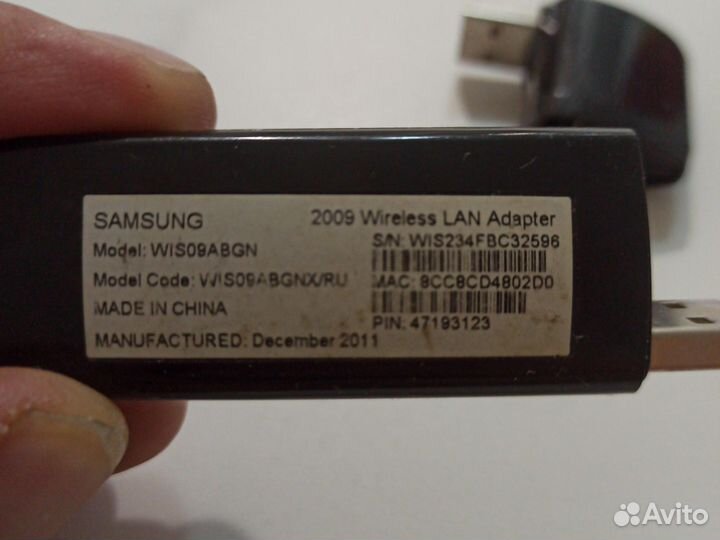 SAMSUNG 2009 Wireless LAN Adapter
Model: WIS09ABGN S/N: WIS234FBC32596
Model Code: WIS09ABGNX/RU MAC: 8CC8CD4802D0
MADE IN CHINA
PIN: 47193123
MANUFACTURED: December 2011
Avito